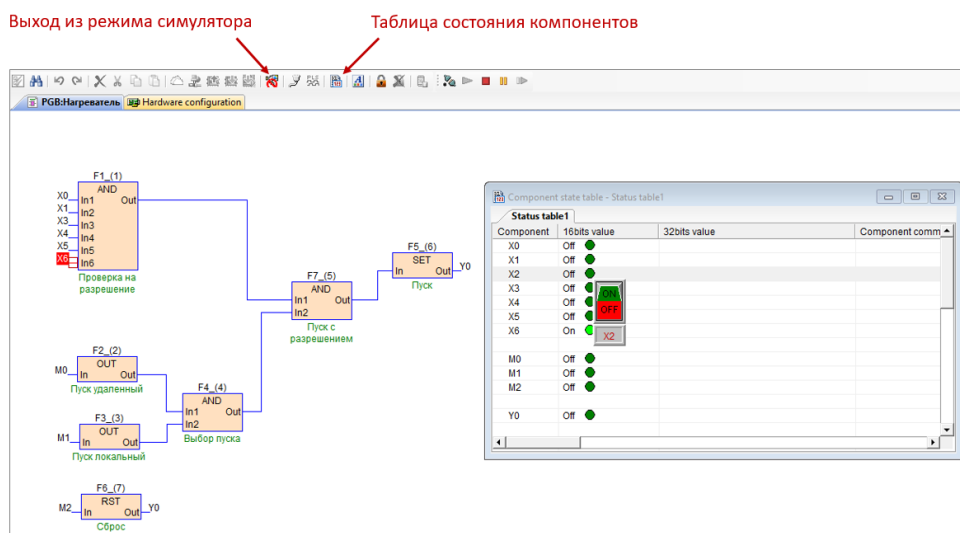 Выход из режима симулятора
Таблица состояния компонентов
PGB:Нагреватель
Hardware configuration
F1_(1)
AND
X0 In1 Out
X1 In2
X3 In3
X4 In4
X5 In5
X6 In6
Проверка на
разрешение
F5_(6)
SET
In Out Y0
Пуск
F7_(5)
AND
In1 Out
In2
Пуск с
разрешением
F2_(2)
OUT
M0 In Out
Пуск удаленный
F4_(4)
AND
In1 Out
In2
Выбор пуска
F3_(3)
OUT
M1 In Out
Пуск локальный
F6_(7)
RST
M2 In Out Y0
Сброс
Component state table - Status table1
Status table1
Component 16bits value 32bits value Component comm
X0 Off
X1 Off
X2 Off
X3 Off
X4 Off
X5 Off
X6 On
ON
OFF
X2
M0 Off
M1 Off
M2 Off
Y0 Off